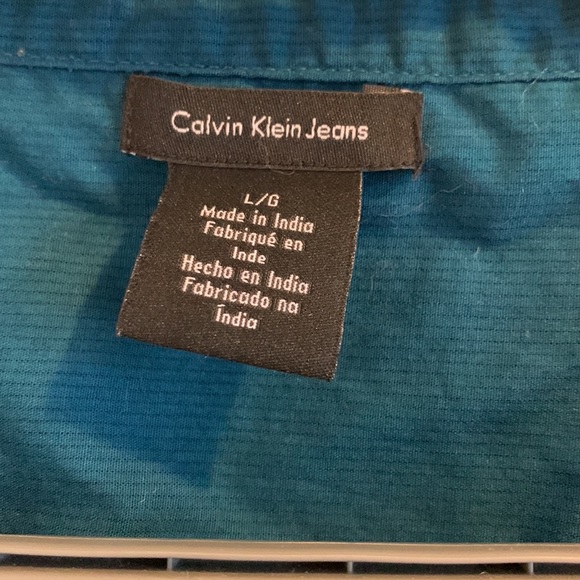 Calvin Klein Jeans
L/G
Made in India
Fabriqué en
Inde
Hecho en India
Fabricado na
Índia